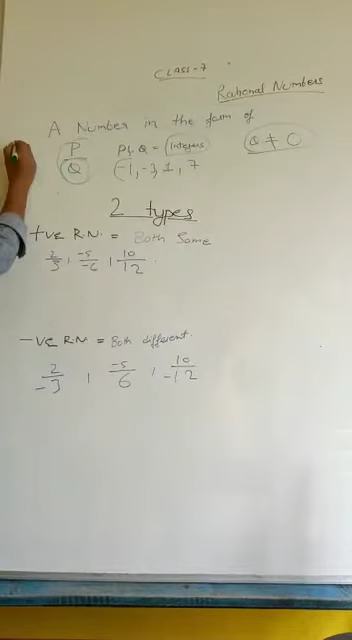 CLASS-7
Rational Numbers
A Number in the form of
P/Q P & Q = Integers Q ≠ 0
(-1, -3, 1, 7
2 types
+ve R.N. = Both Same
2/3, -5/-6, 10/12.
-ve R.N. = Both different.
2/-3, -5/6, 10/-12